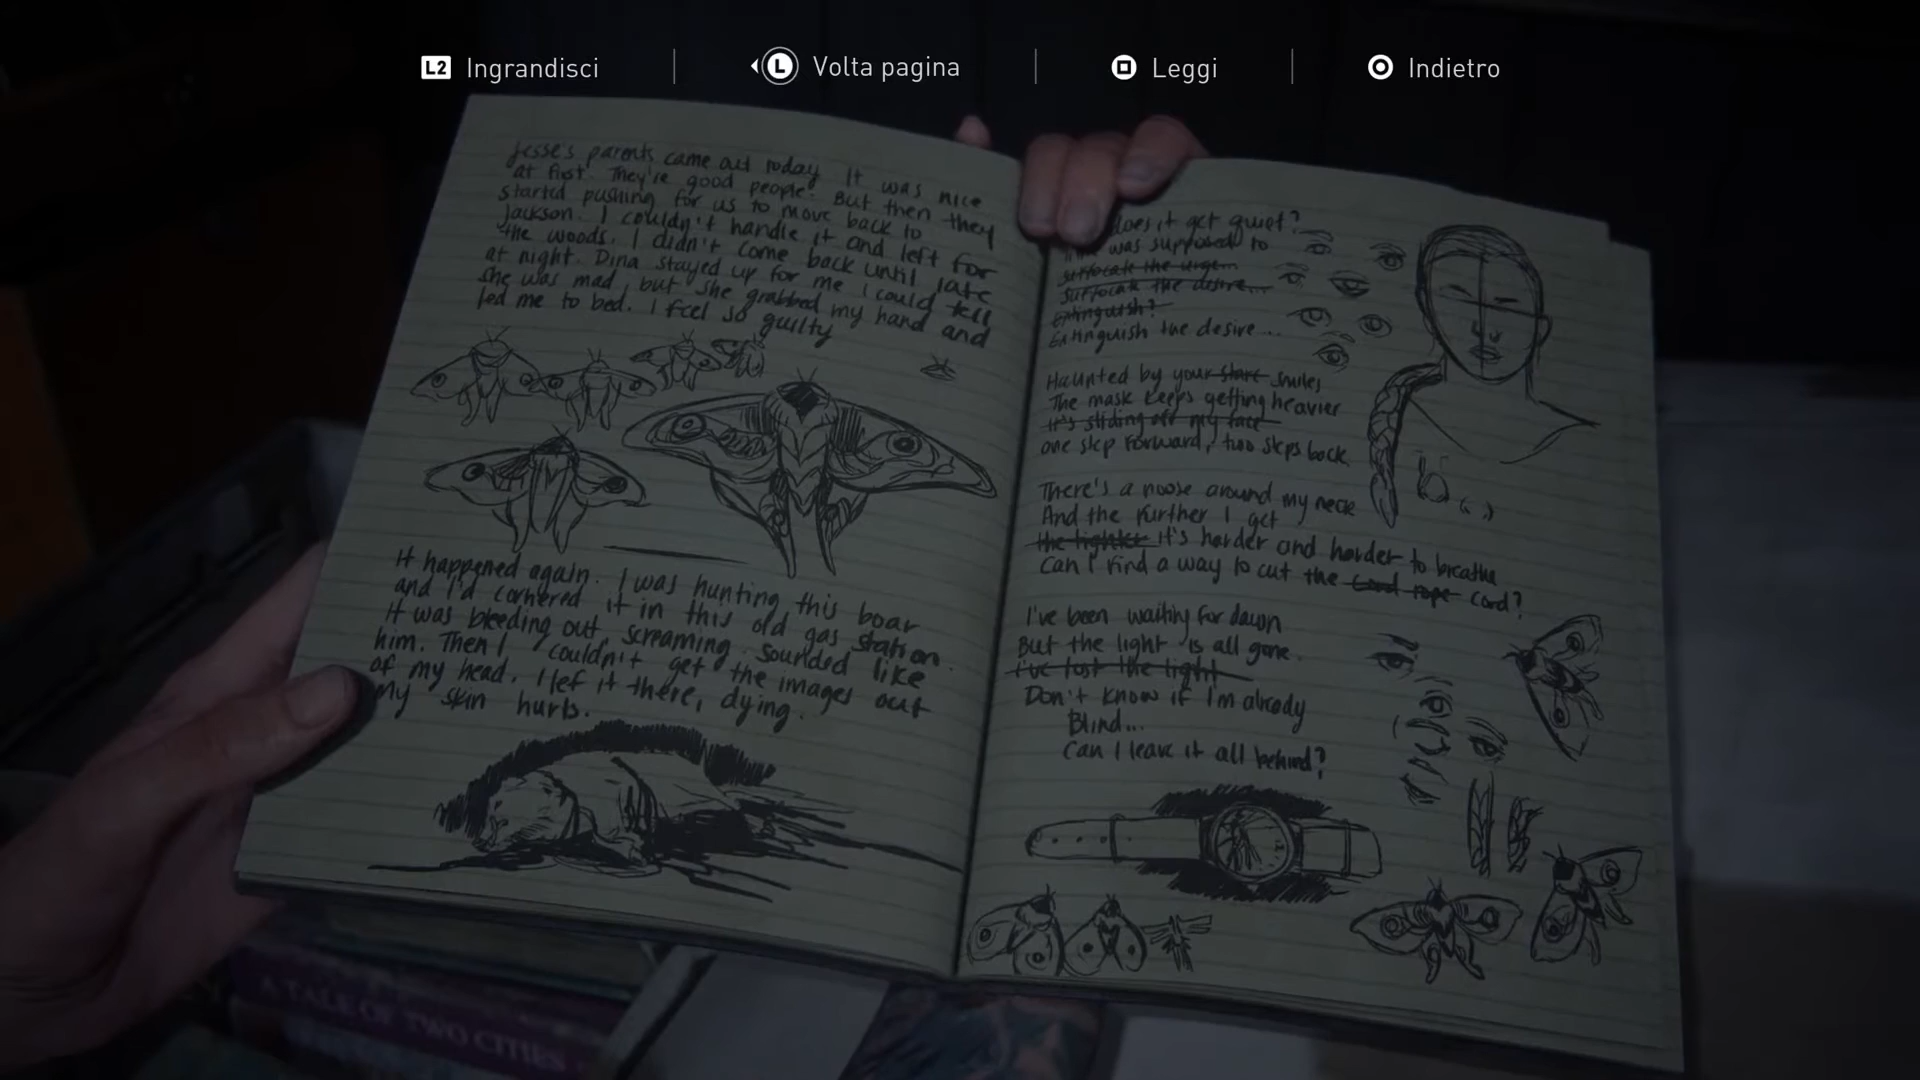 L2 Ingrandisci
L Volta pagina
Leggi
Indietro
Jesse's parents came out today. It was nice
at first. They're good people. But then they
started pushing for us to move back to
Jackson. I couldn't handle it and left for
the woods. I didn't come back until late
at night. Dina stayed up for me I could tell
she was mad, but she grabbed my hand and
led me to bed. I feel so guilty
It happened again. I was hunting this boar
and I'd cornered it in this old gas station.
It was bleeding out, screaming. Sounded like
him. Then I couldn't get the images out
of my head. I lef it there, dying.
My skin hurts.
does it get quiet?
was supposed to
suffocate the urge...
suffocate the desire...
extinguish?
Extinguish the desire...
Haunted by your stare smiles
The mask keeps getting heavier
It's sliding off my face
one step forward, two steps back.
There's a noose around my neck
And the further I get
the tighter it's harder and harder to breathe
Can I find a way to cut the cord rope cord?
I've been waiting for dawn
But the light is all gone.
I've lost the light
Don't know if I'm already
Blind...
Can I leave it all behind?
A TALE OF TWO CITIES